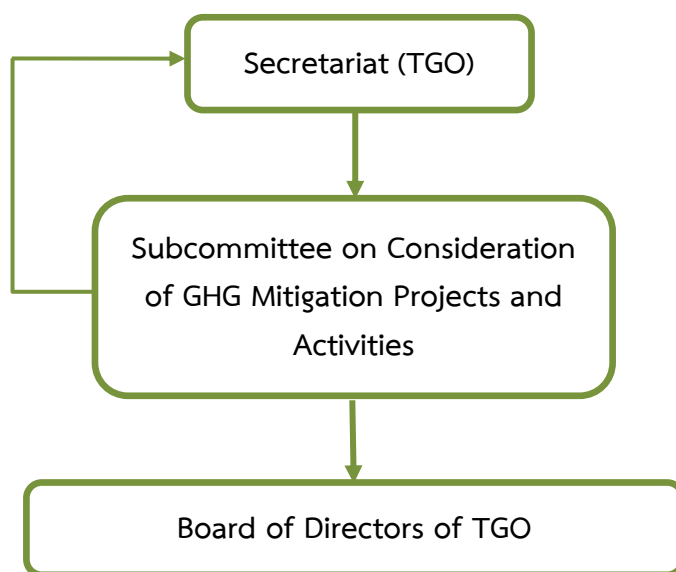 Secretariat (TGO)
Subcommittee on Consideration
of GHG Mitigation Projects and
Activities
Board of Directors of TGO